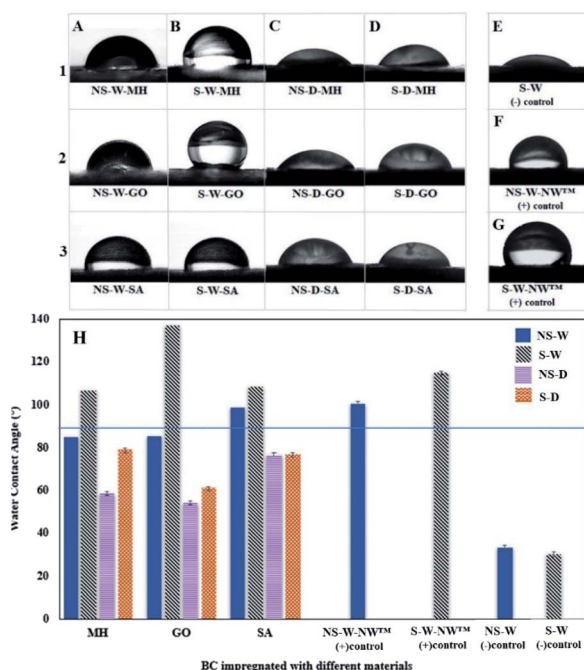 A B C D E
1
NS-W-MH S-W-MH NS-D-MH S-D-MH S-W
(-) control
F
2
NS-W-GO S-W-GO NS-D-GO S-D-GO NS-W-NW™
(+) control
G
3
NS-W-SA S-W-SA NS-D-SA S-D-SA S-W-NW™
(+) control
H
NS-W
S-W
NS-D
S-D
Water Contact Angle (°)
140
120
100
80
60
40
20
0
MH GO SA NS-W-NW™ S-W-NW™ NS-W S-W
(+)control (+)control (-)control (-)control
BC impregnated with different materials